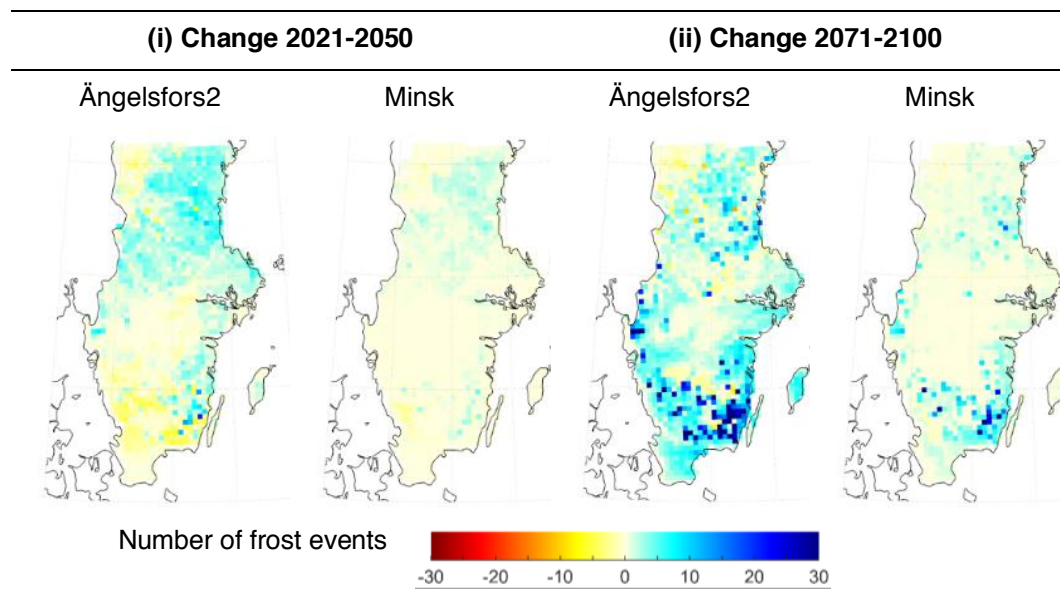 (i) Change 2021-2050 (ii) Change 2071-2100
Ängelsfors2 Minsk Ängelsfors2 Minsk
Number of frost events
-30 -20 -10 0 10 20 30